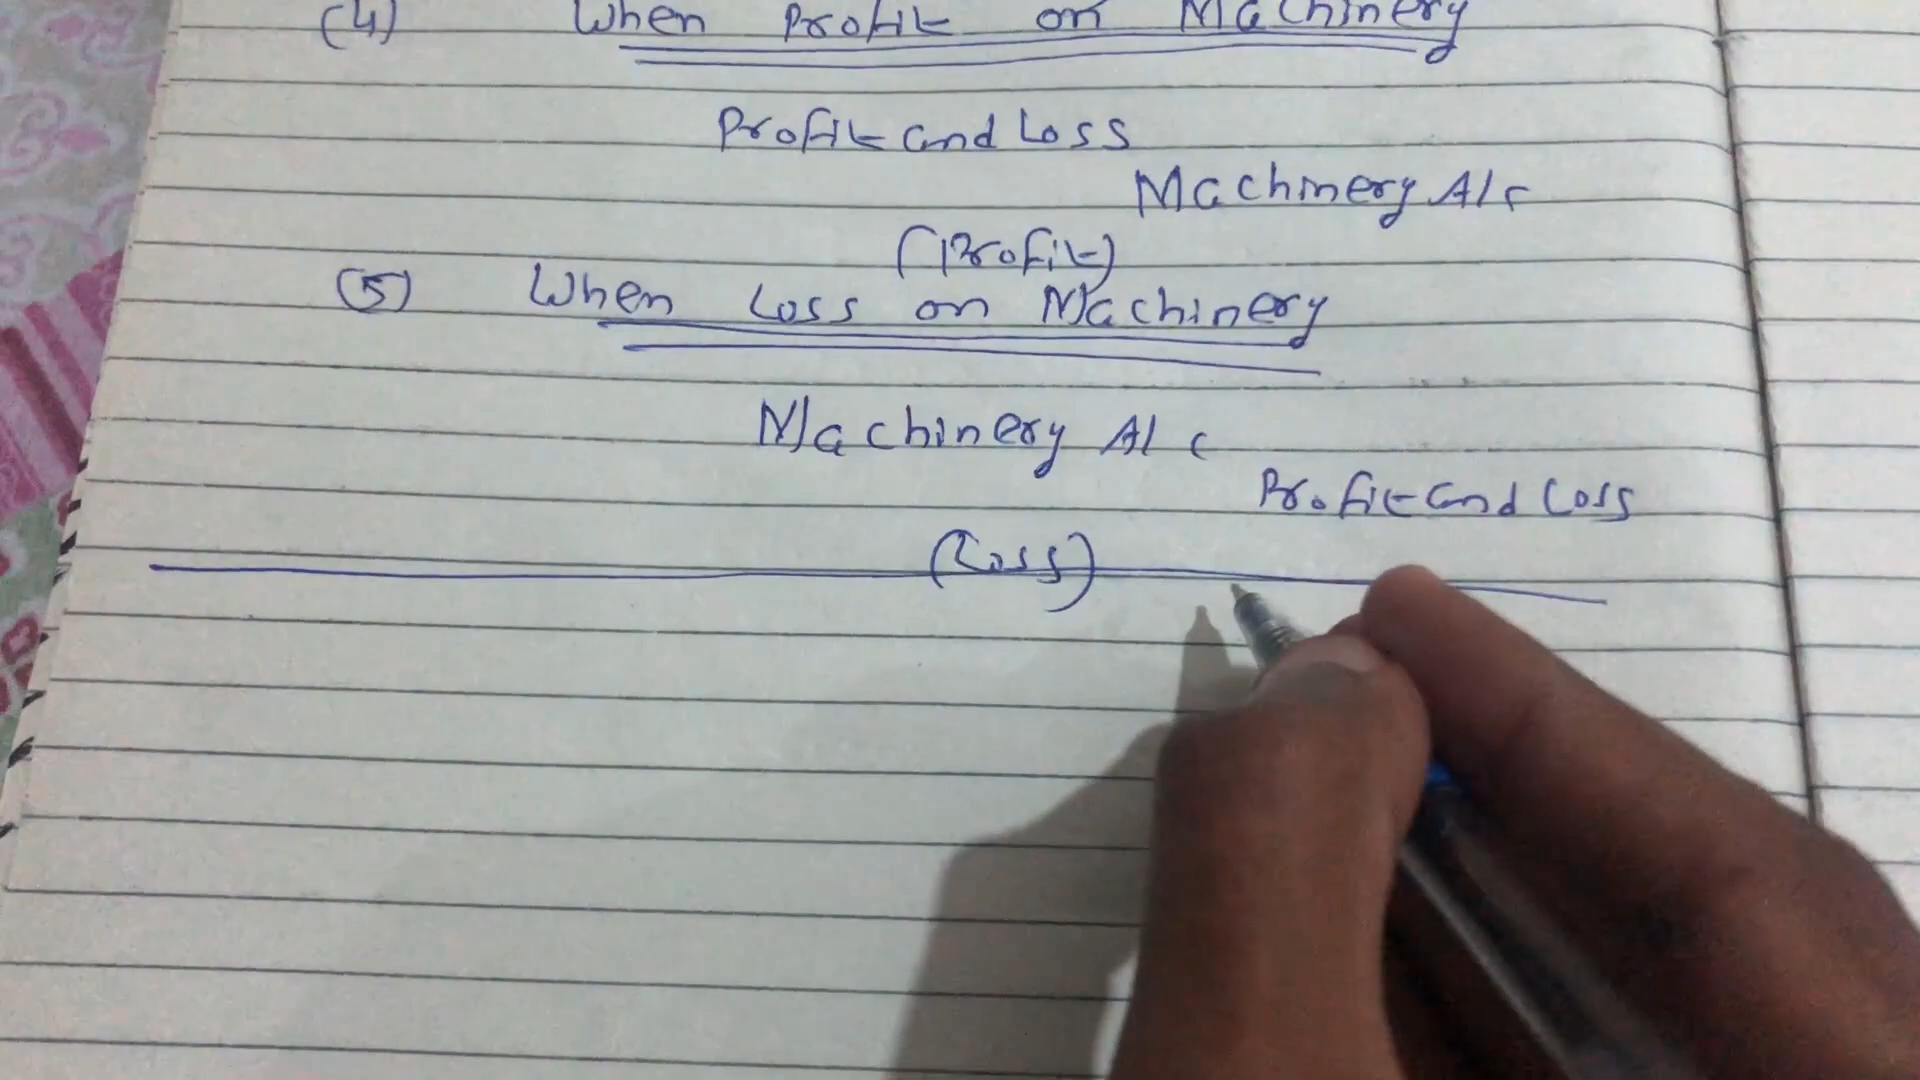 (4) When Profit on Machinery
Profit and Loss
Machinery A/c
(Profit)
(5) When Loss on Machinery
Machinery A/c
Profit and Loss
(Loss)